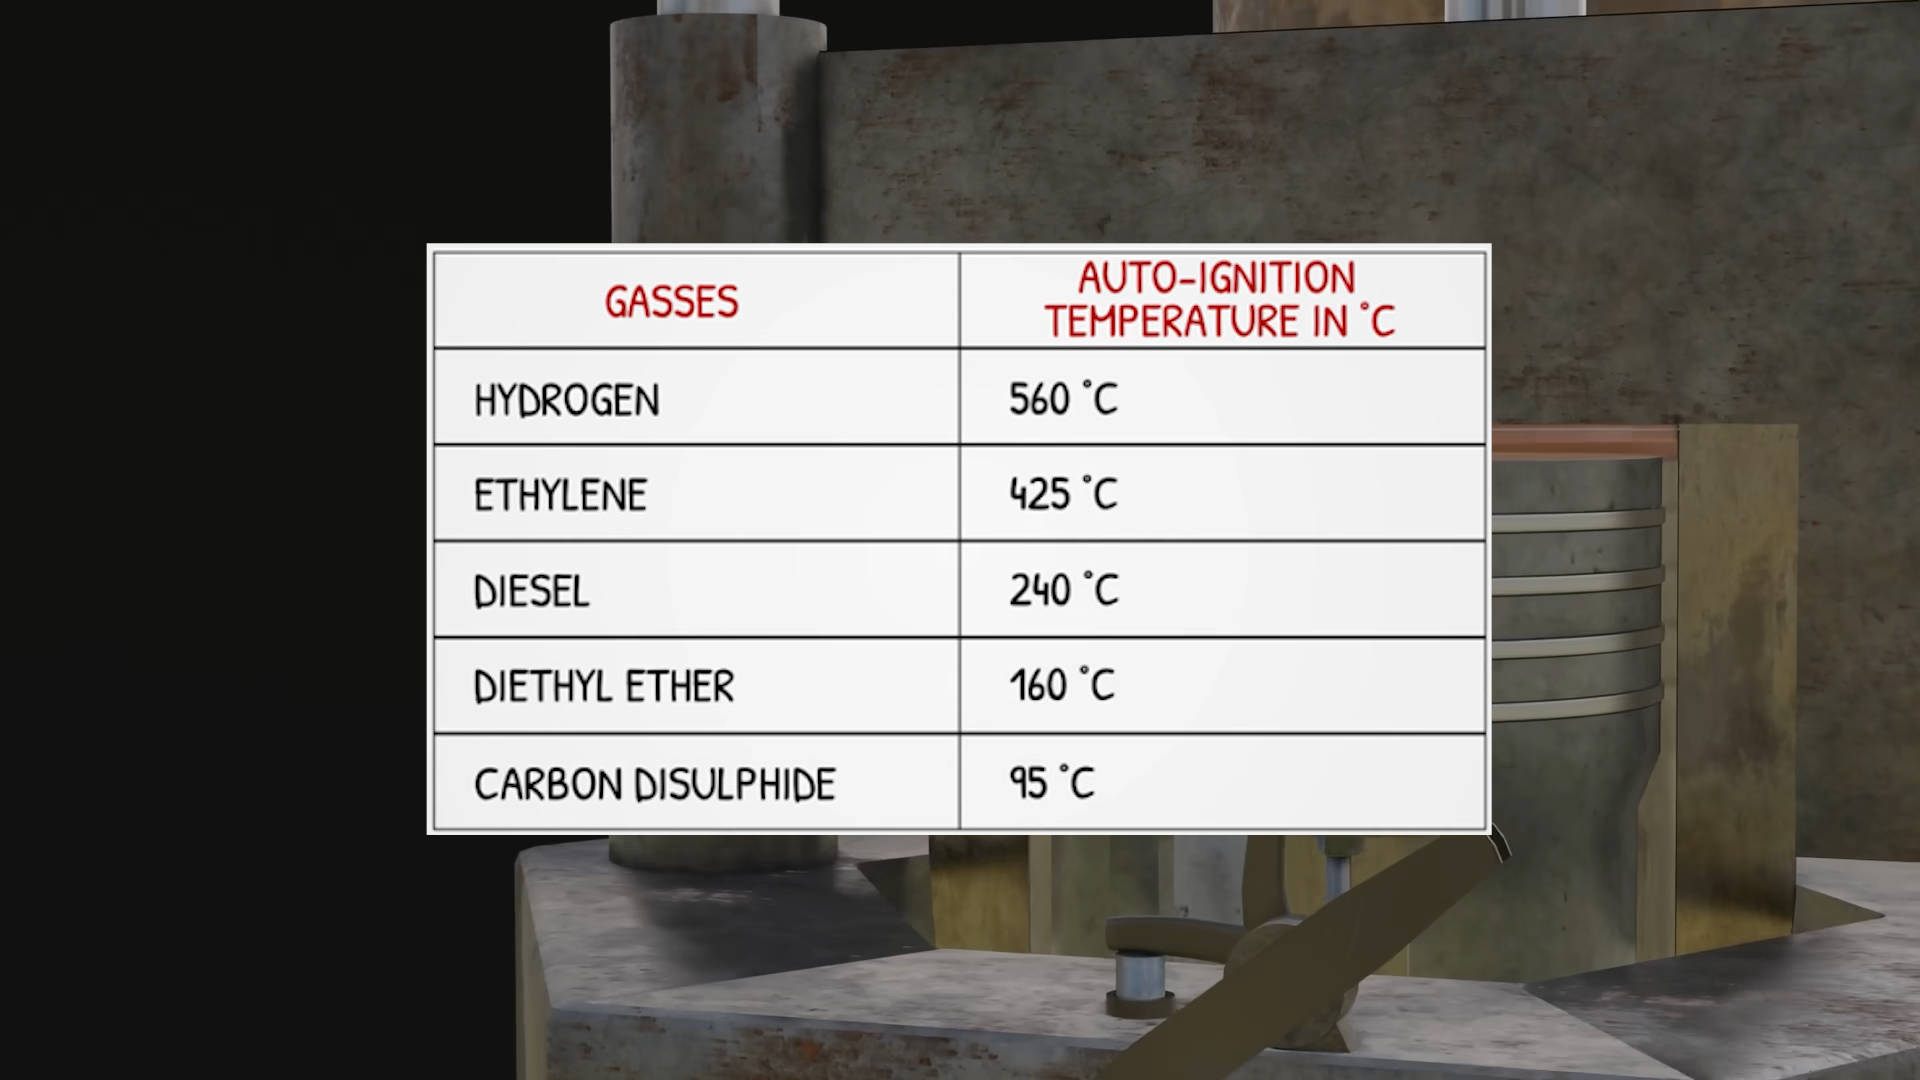 GASSES
AUTO-IGNITION
TEMPERATURE IN °C
HYDROGEN
560 °C
ETHYLENE
425 °C
DIESEL
240 °C
DIETHYL ETHER
160 °C
CARBON DISULPHIDE
95 °C